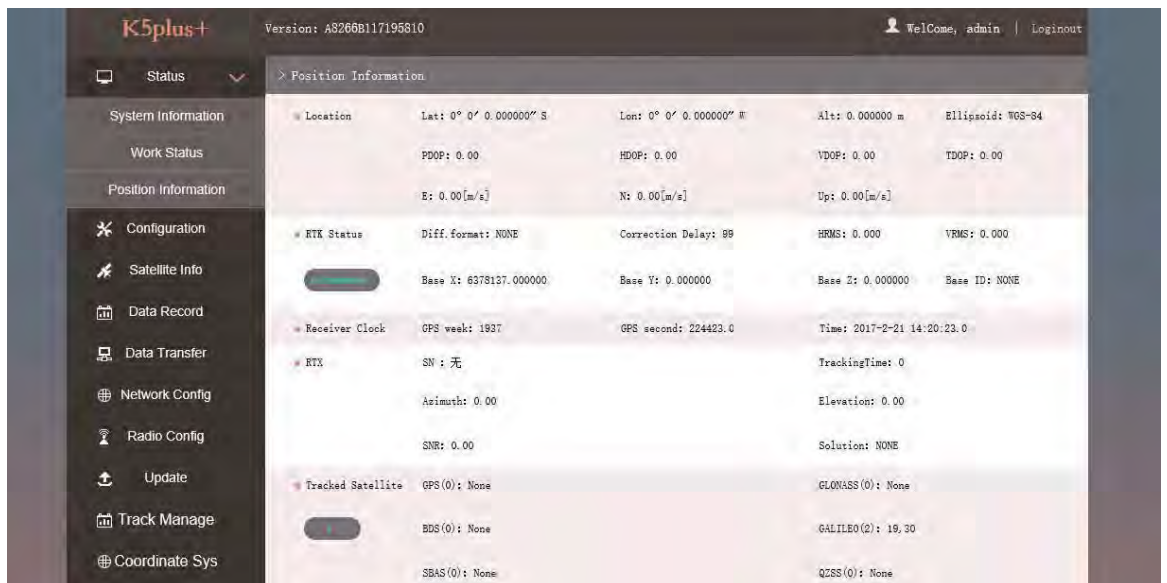 K5plus+ Version: A8266B117195810 WelCome, admin | Loginout
Status
System Information
Work Status
Position Information
Configuration
Satellite Info
Data Record
Data Transfer
Network Config
Radio Config
Update
Track Manage
Coordinate Sys
> Position Information
Location Lat: 0° 0′ 0.000000″ S Lon: 0° 0′ 0.000000″ W Alt: 0.000000 m Ellipsoid: WGS-84
PDOP: 0.00 HDOP: 0.00 VDOP: 0.00 TDOP: 0.00
E: 0.00[m/s] N: 0.00[m/s] Up: 0.00[m/s]
RTK Status Diff.format: NONE Correction Delay: 99 HRMS: 0.000 VRMS: 0.000
Base X: 6378137.000000 Base Y: 0.000000 Base Z: 0.000000 Base ID: NONE
Receiver Clock GPS week: 1937 GPS second: 224423.0 Time: 2017-2-21 14:20:23.0
RTX SN : 无 TrackingTime: 0
Azimuth: 0.00 Elevation: 0.00
SNR: 0.00 Solution: NONE
Tracked Satellite GPS(0): None GLONASS(0): None
BDS(0): None GALILEO(2): 19,30
SBAS(0): None QZSS(0): None